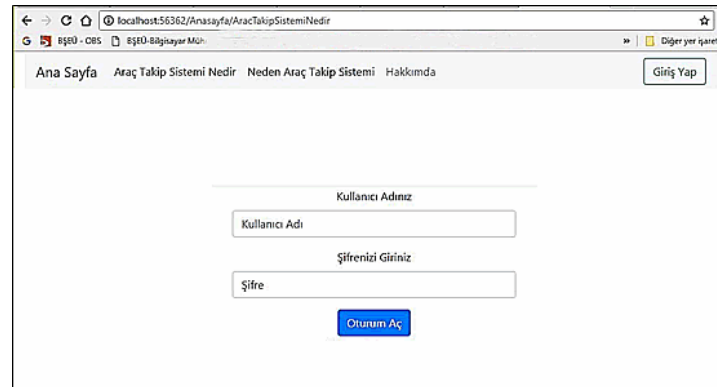 localhost:56362/Anasayfa/AracTakipSistemiNedir
G BŞEÜ - OBS BŞEÜ-Bilgisayar Müh. » Diğer yer işaret
Ana Sayfa Araç Takip Sistemi Nedir Neden Araç Takip Sistemi Hakkımda Giriş Yap
Kullanıcı Adınız
Kullanıcı Adı
Şifrenizi Giriniz
Şifre
Oturum Aç